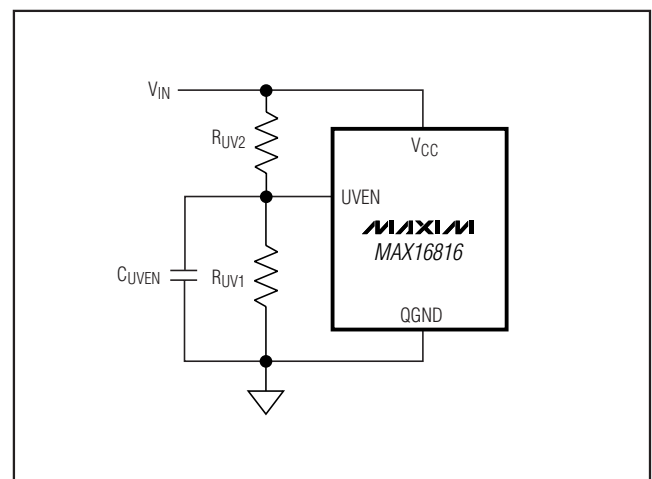 VIN
RUV2
VCC
UVEN
MAXIM
MAX16816
CUVEN
RUV1
QGND